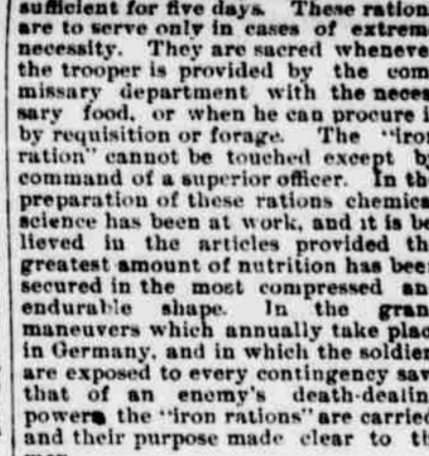 sufficient for five days. These ration
are to serve only in cases of extrem
necessity. They are sacred wheneve
the trooper is provided by the com
missary department with the neces
sary food, or when he can procure i
by requisition or forage. The "iron
ration" cannot be touched except by
command of a superior officer. In th
preparation of these rations chemica
science has been at work, and it is be
lieved in the articles provided th
greatest amount of nutrition has been
secured in the most compressed an
endurable shape. In the gran
maneuvers which annually take plac
in Germany, and in which the soldier
are exposed to every contingency sav
that of an enemy's death-dealin
powers the "iron rations" are carried
and their purpose made clear to th